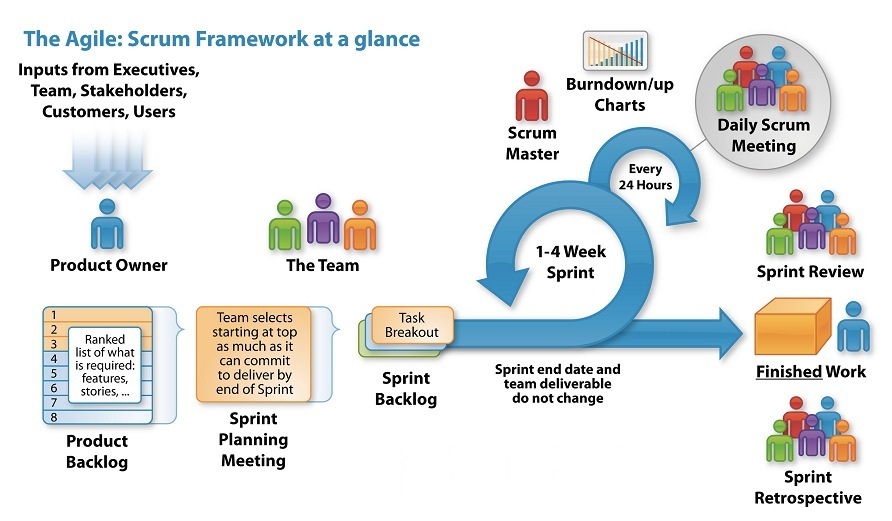 The Agile: Scrum Framework at a glance
Inputs from Executives,
Team, Stakeholders,
Customers, Users
Product Owner
The Team
Scrum
Master
Burndown/up
Charts
Daily Scrum
Meeting
Every
24 Hours
1-4 Week
Sprint
Sprint Review
1
2
3
4
5
6
7
8
Ranked
list of what
is required:
features,
stories, ...
Product
Backlog
Team selects
starting at top
as much as it
can commit
to deliver by
end of Sprint
Sprint
Planning
Meeting
Task
Breakout
Sprint
Backlog
Sprint end date and
team deliverable
do not change
Finished Work
Sprint
Retrospective